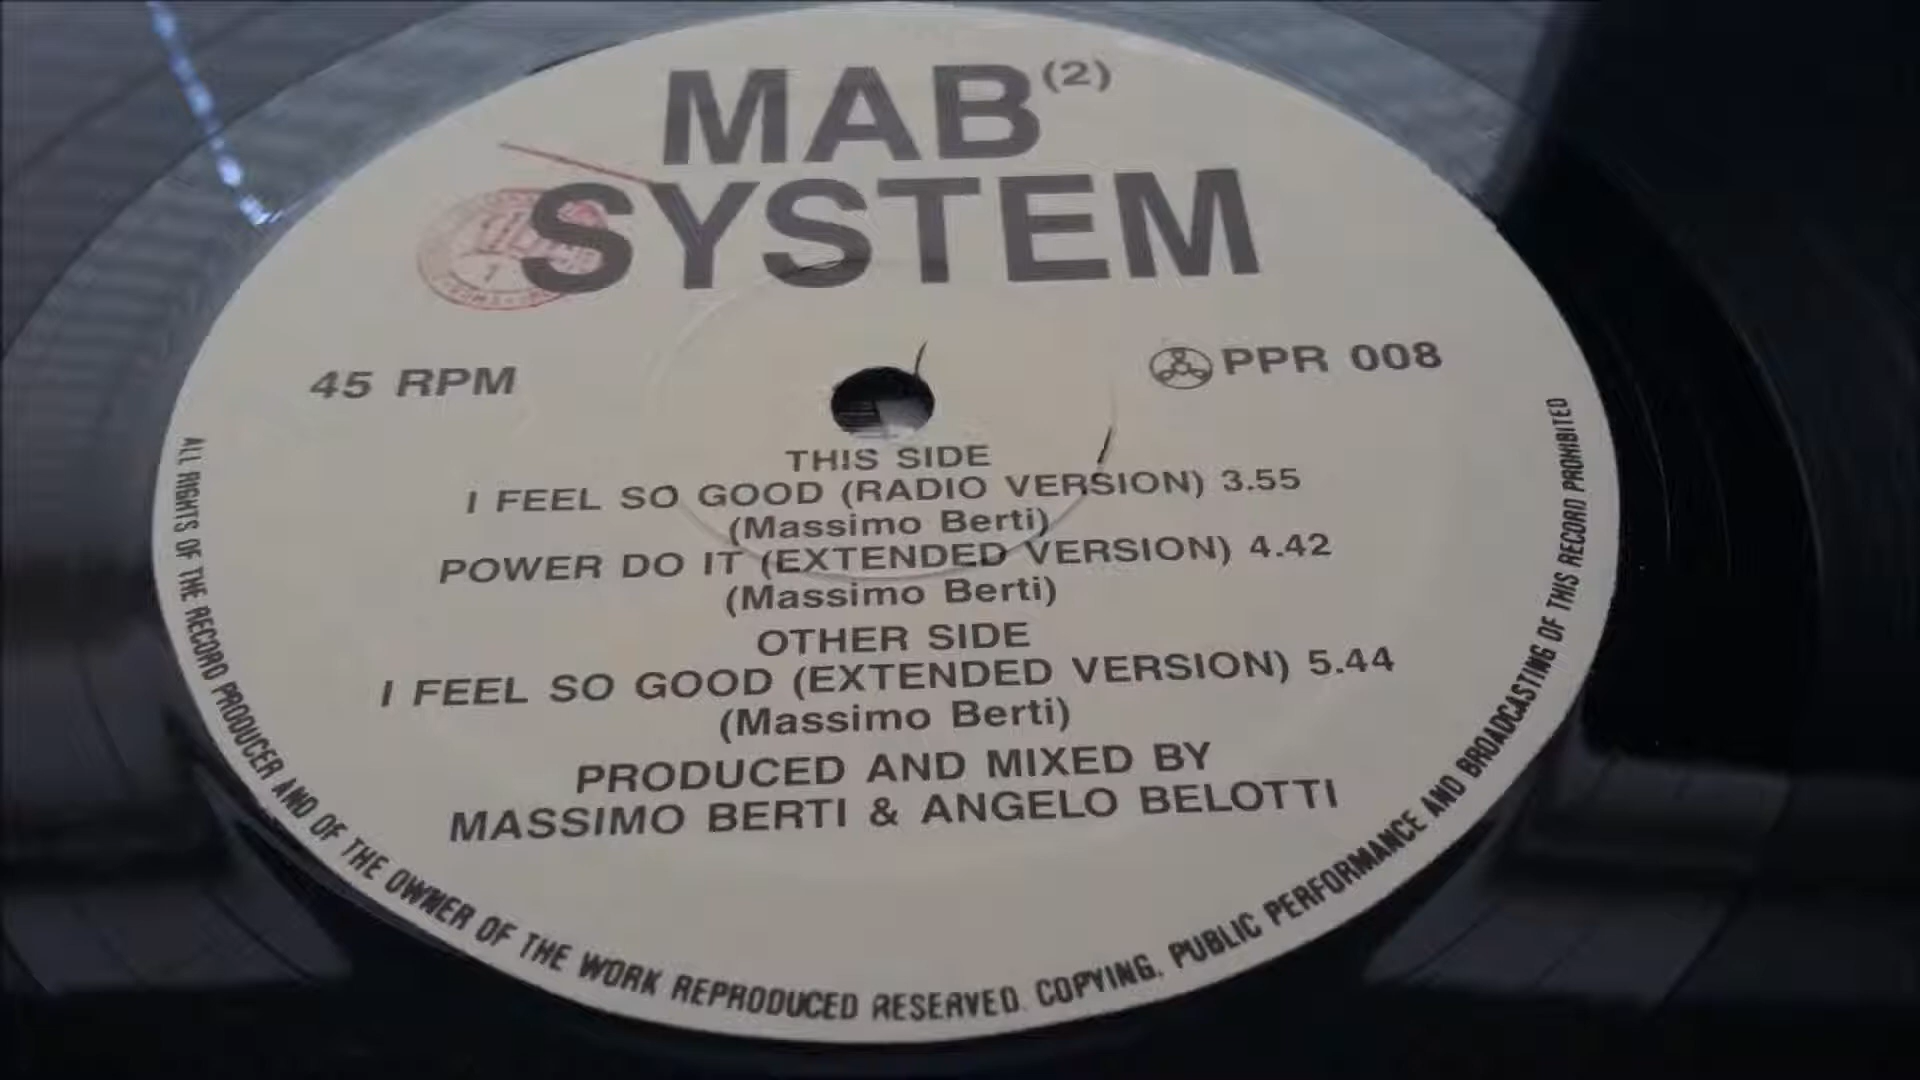 MAB (2)
SYSTEM
45 RPM
PPR 008
THIS SIDE
I FEEL SO GOOD (RADIO VERSION) 3.55
(Massimo Berti)
POWER DO IT (EXTENDED VERSION) 4.42
(Massimo Berti)
OTHER SIDE
I FEEL SO GOOD (EXTENDED VERSION) 5.44
(Massimo Berti)
PRODUCED AND MIXED BY
MASSIMO BERTI & ANGELO BELOTTI
ALL RIGHTS OF THE RECORD PRODUCER AND OF THE OWNER OF THE WORK REPRODUCED RESERVED. COPYING, PUBLIC PERFORMANCE AND BROADCASTING OF THIS RECORD PROHIBITED